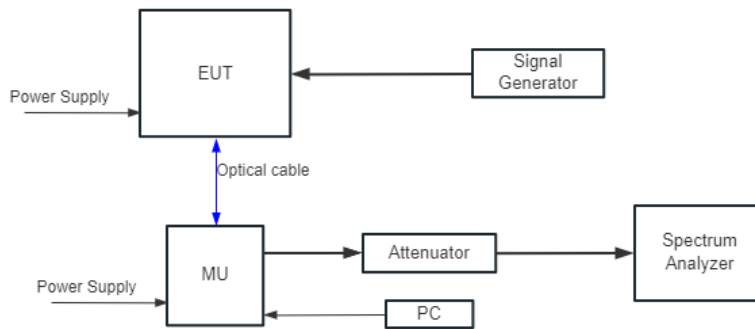 EUT
Signal
Generator
Power Supply
Optical cable
MU
Attenuator
Spectrum
Analyzer
Power Supply
PC